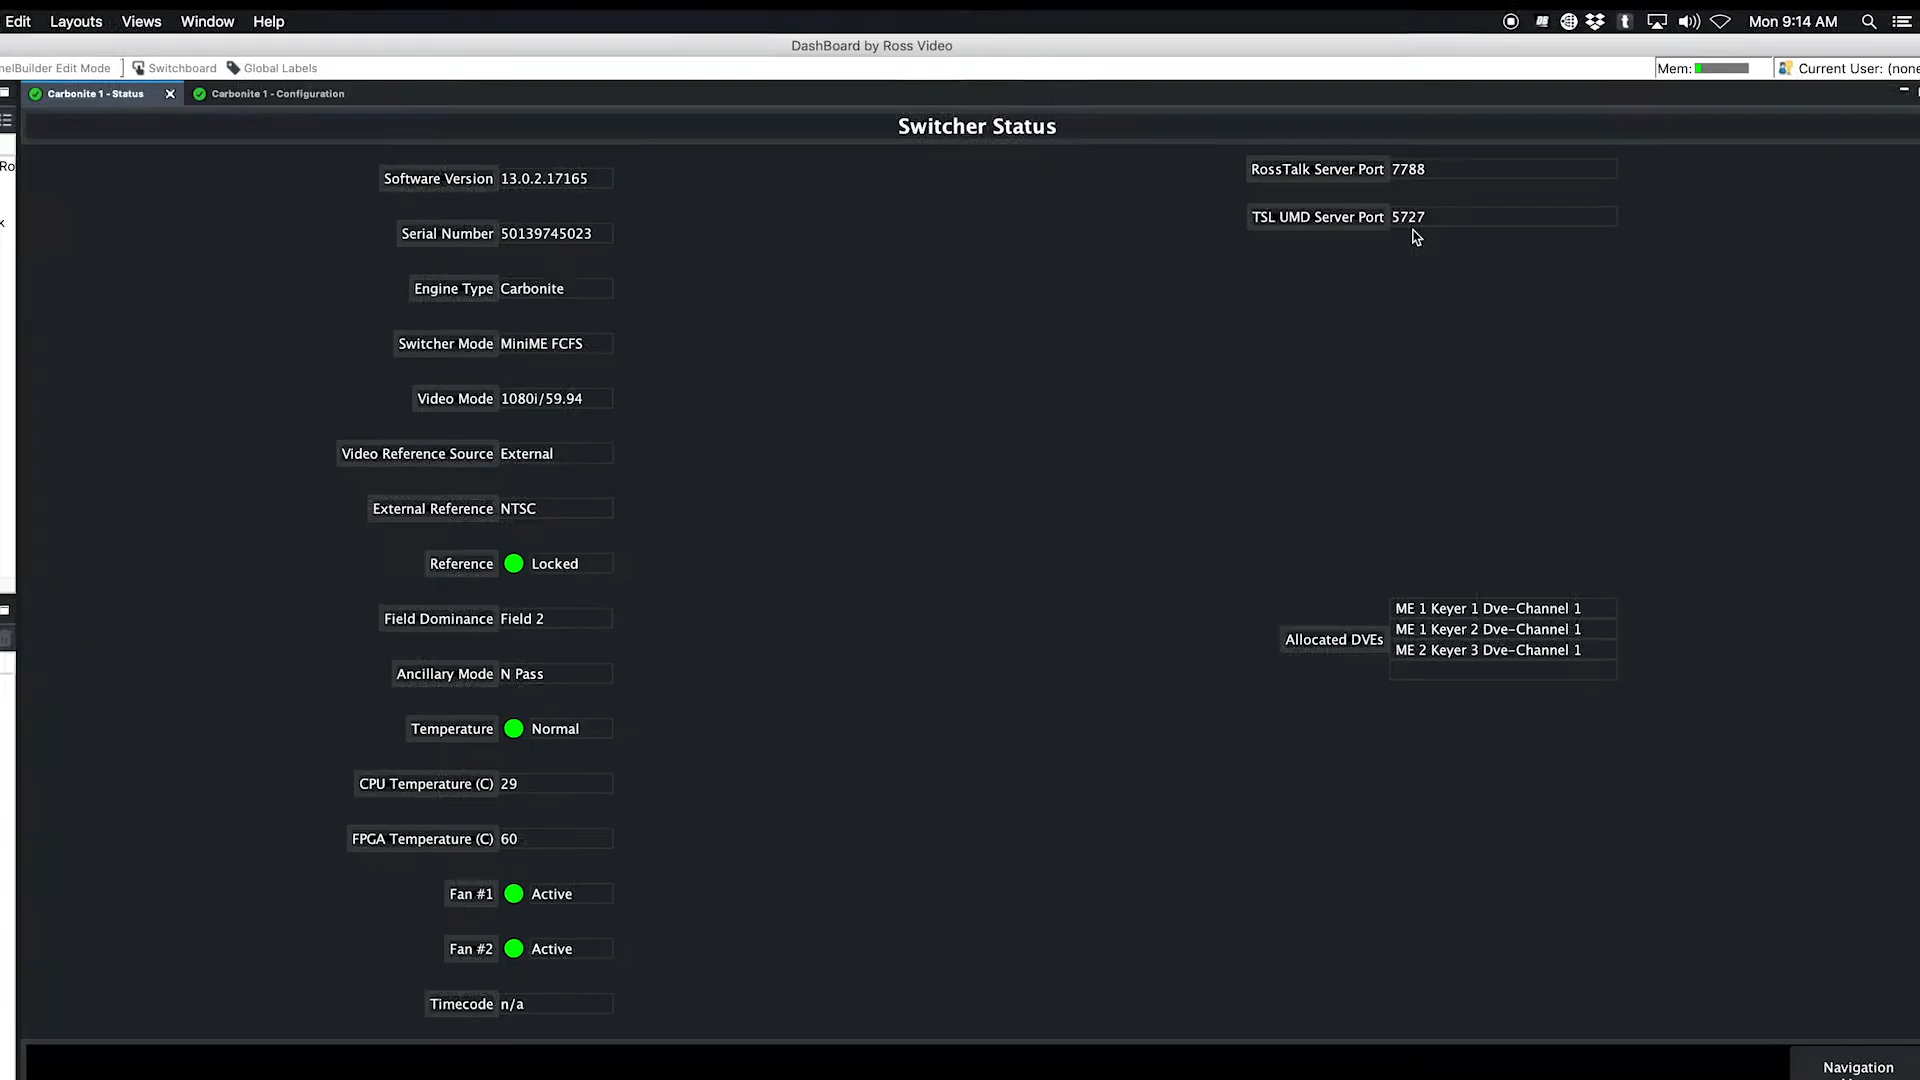 Edit Layouts Views Window Help Mon 9:14 AM
DashBoard by Ross Video
nelBuilder Edit Mode Switchboard Global Labels Mem: Current User: (none
Carbonite 1 - Status Carbonite 1 - Configuration
Switcher Status
Ro
Software Version 13.0.2.17165
Serial Number 50139745023
Engine Type Carbonite
Switcher Mode MiniME FCFS
Video Mode 1080i/59.94
Video Reference Source External
External Reference NTSC
Reference Locked
Field Dominance Field 2
Ancillary Mode N Pass
Temperature Normal
CPU Temperature (C) 29
FPGA Temperature (C) 60
Fan #1 Active
Fan #2 Active
Timecode n/a
RossTalk Server Port 7788
TSL UMD Server Port 5727
Allocated DVEs
ME 1 Keyer 1 Dve-Channel 1
ME 1 Keyer 2 Dve-Channel 1
ME 2 Keyer 3 Dve-Channel 1
Navigation